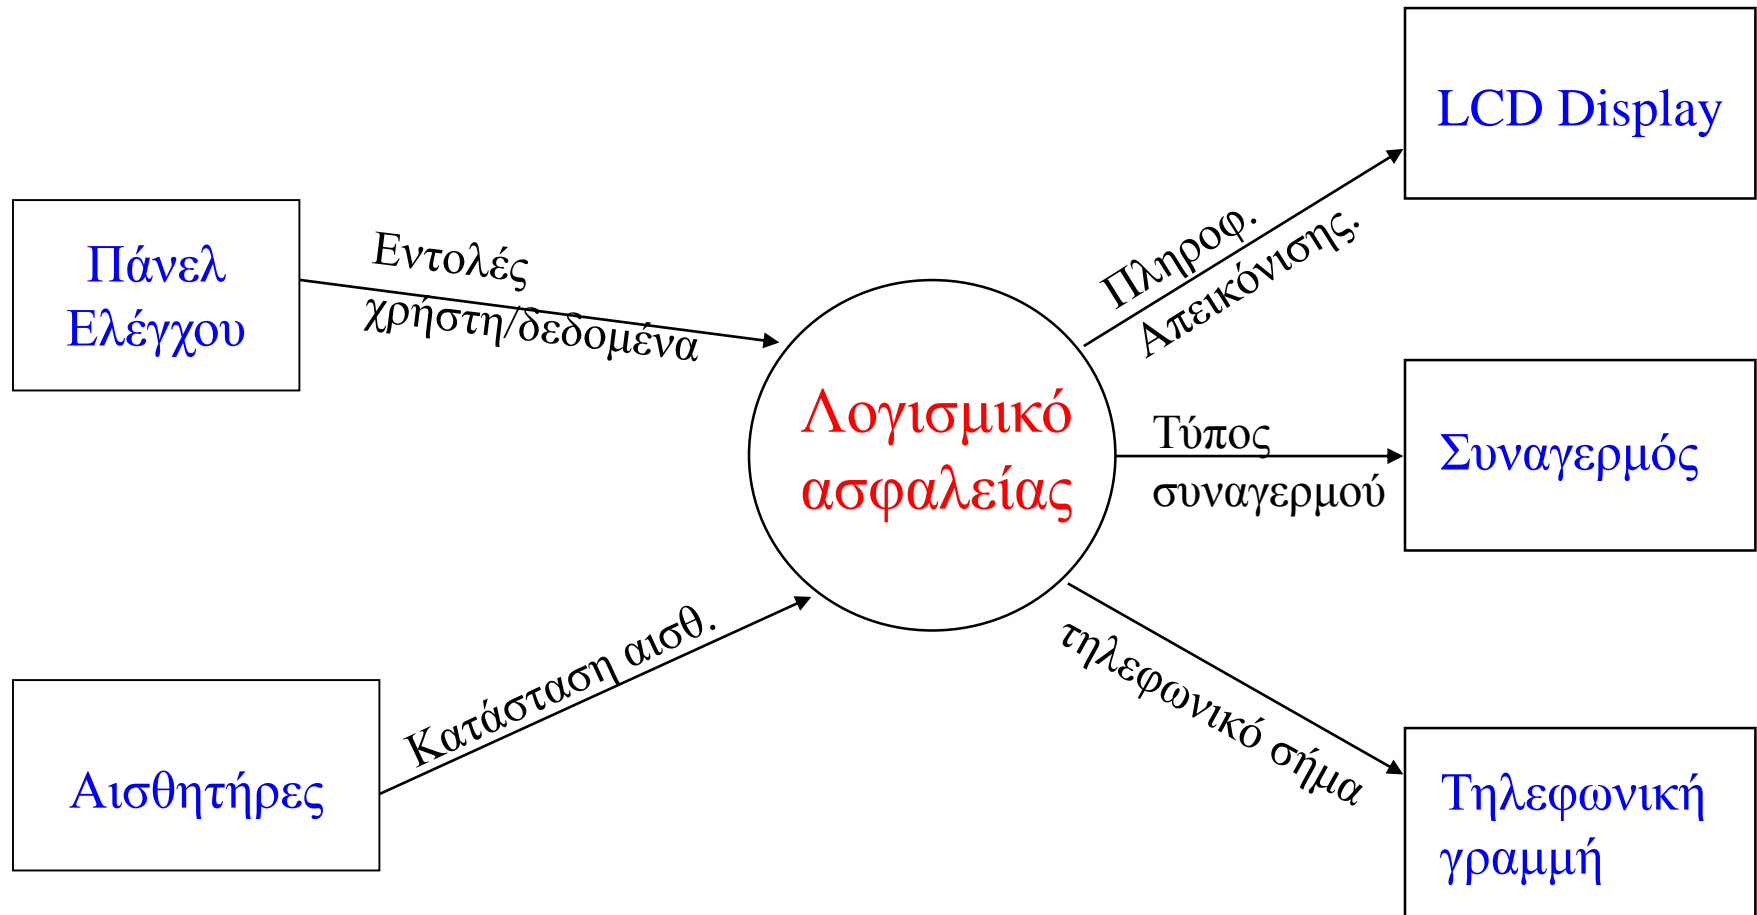 LCD Display
Πάνελ
Ελέγχου
Εντολές
χρήστη/δεδομένα
Πληροφ.
Απεικόνισης.
Λογισμικό
ασφαλείας
Τύπος
συναγερμού
Συναγερμός
Κατάσταση αισθ.
Αισθητήρες
τηλεφωνικό σήμα
Τηλεφωνική
γραμμή